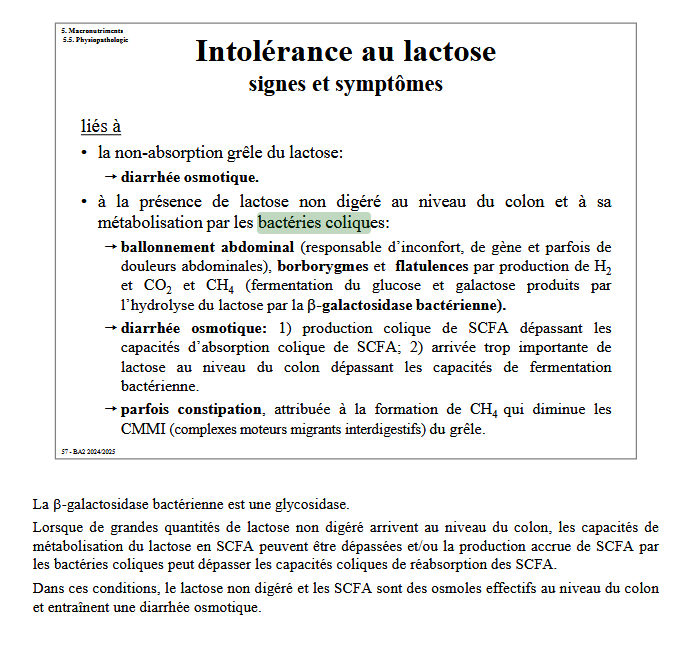 5. Macronutriments
5.5. Physiopathologie
Intolérance au lactose
signes et symptômes
liés à
• la non-absorption grêle du lactose:
→ diarrhée osmotique.
• à la présence de lactose non digéré au niveau du colon et à sa
métabolisation par les bactéries coliques:
→ ballonnement abdominal (responsable d’inconfort, de gène et parfois de
douleurs abdominales), borborygmes et flatulences par production de H₂
et CO₂ et CH₄ (fermentation du glucose et galactose produits par
l’hydrolyse du lactose par la β-galactosidase bactérienne).
→ diarrhée osmotique: 1) production colique de SCFA dépassant les
capacités d’absorption colique de SCFA; 2) arrivée trop importante de
lactose au niveau du colon dépassant les capacités de fermentation
bactérienne.
→ parfois constipation, attribuée à la formation de CH₄ qui diminue les
CMMI (complexes moteurs migrants interdigestifs) du grêle.
57 - BA2 2024/2025
La β-galactosidase bactérienne est une glycosidase.
Lorsque de grandes quantités de lactose non digéré arrivent au niveau du colon, les capacités de
métabolisation du lactose en SCFA peuvent être dépassées et/ou la production accrue de SCFA par
les bactéries coliques peut dépasser les capacités coliques de réabsorption des SCFA.
Dans ces conditions, le lactose non digéré et les SCFA sont des osmoles effectifs au niveau du colon
et entraînent une diarrhée osmotique.